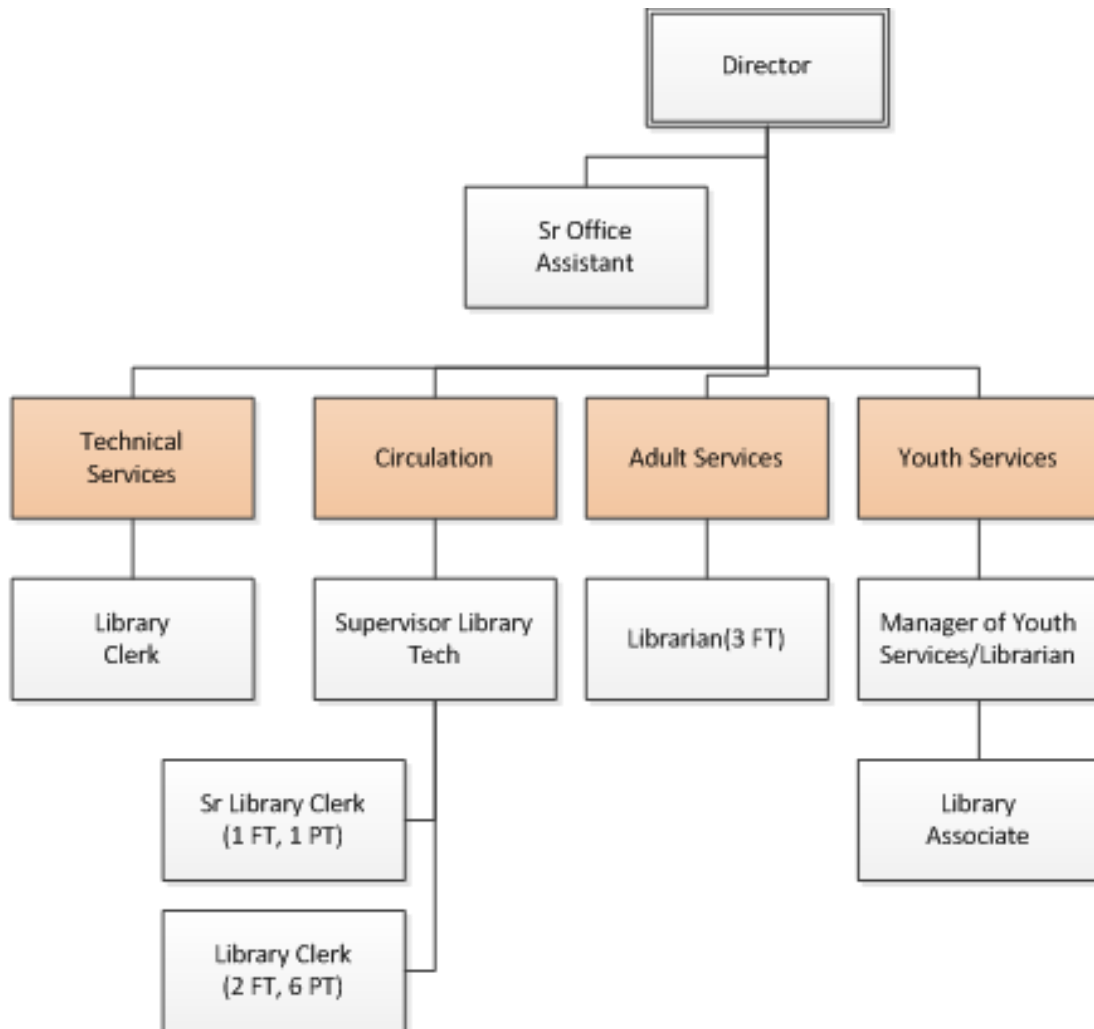 Director
Sr Office
Assistant
Technical
Services
Circulation
Adult Services
Youth Services
Library
Clerk
Supervisor Library
Tech
Librarian(3 FT)
Manager of Youth
Services/Librarian
Sr Library Clerk
(1 FT, 1 PT)
Library
Associate
Library Clerk
(2 FT, 6 PT)